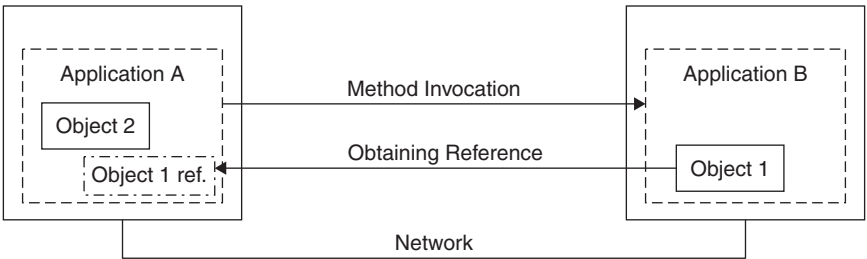 Application A
Object 2
Object 1 ref.
Method Invocation
Obtaining Reference
Application B
Object 1
Network